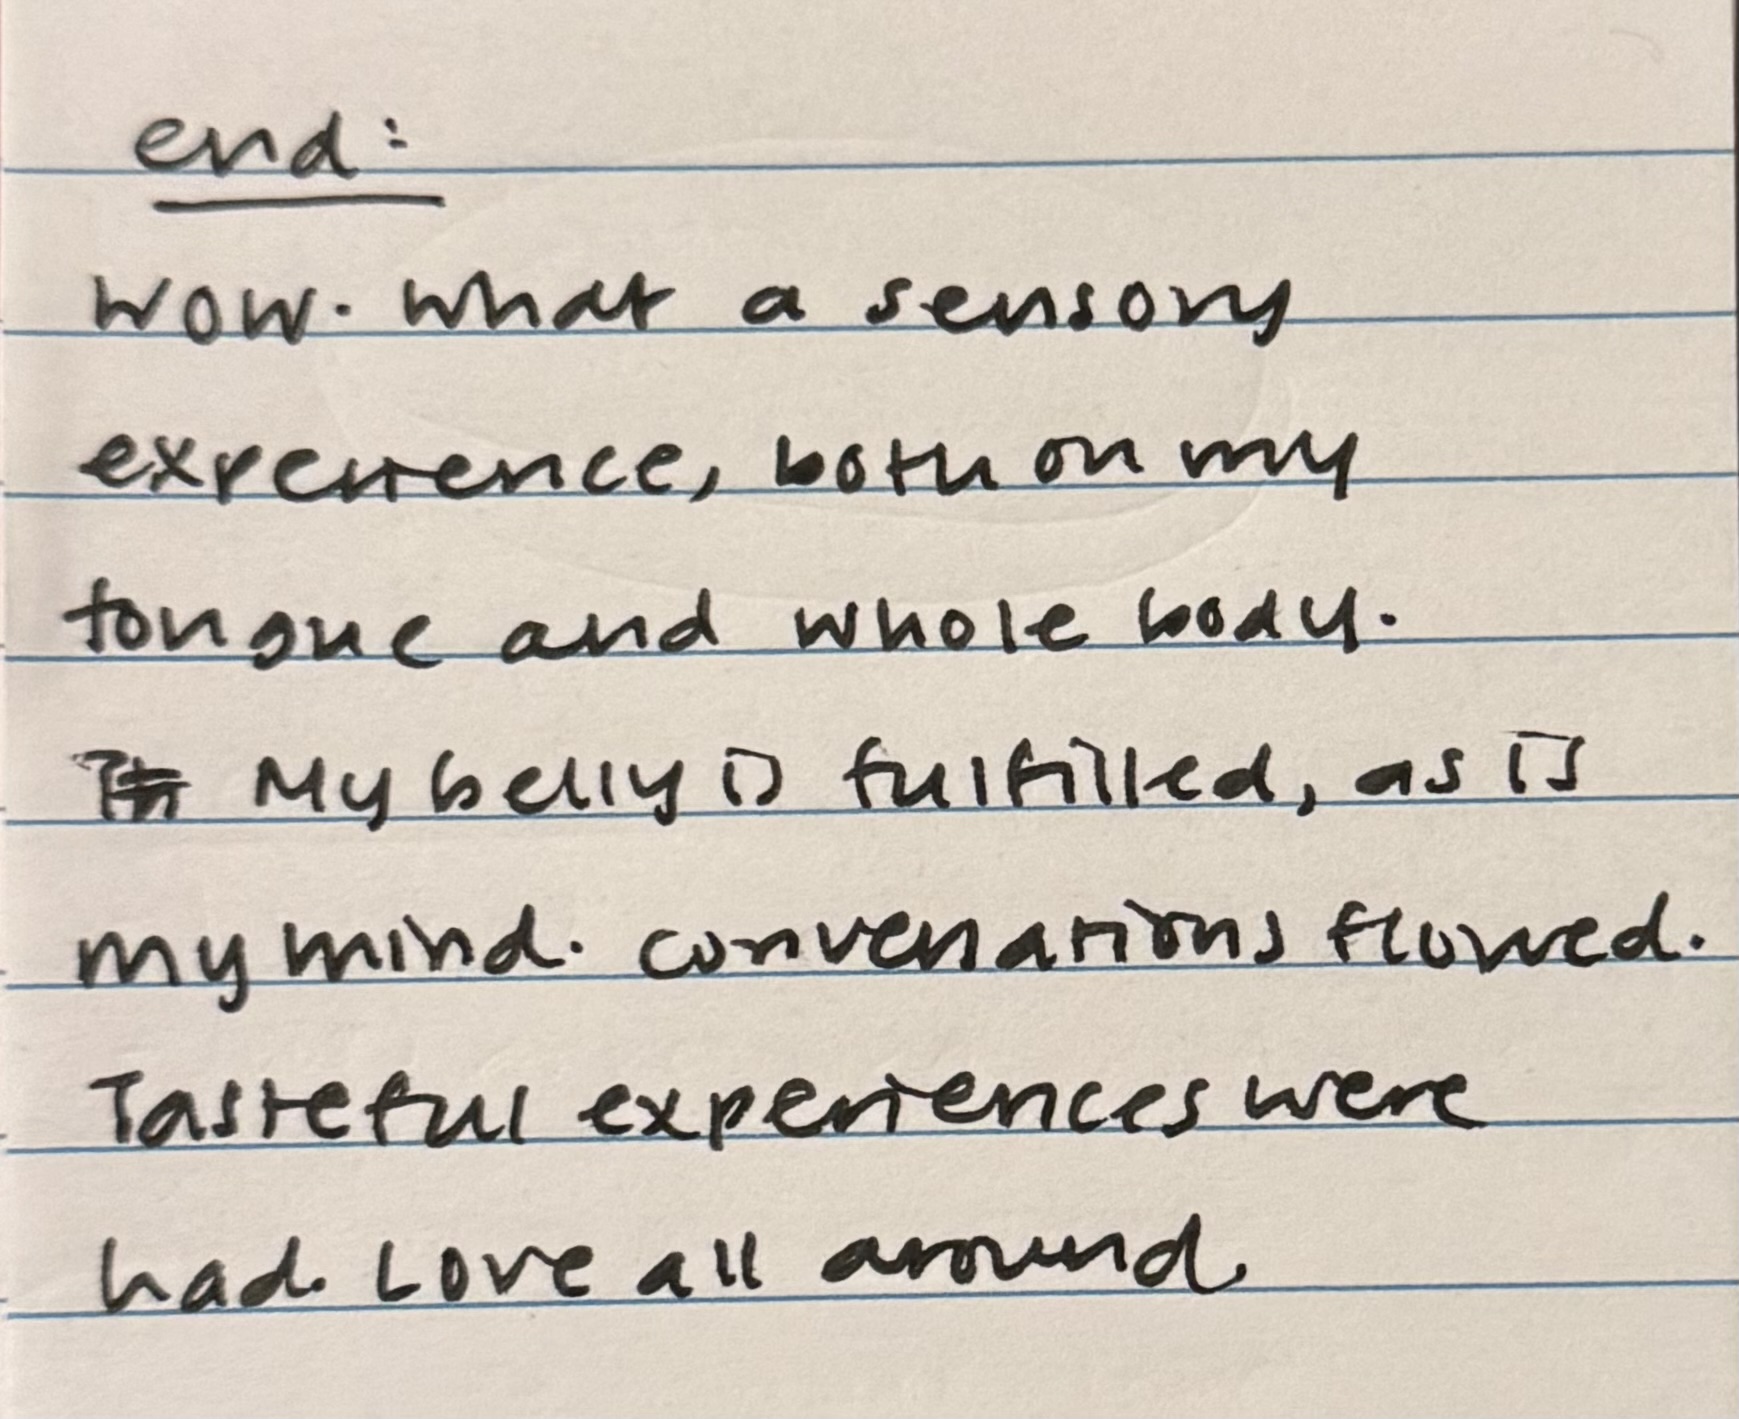 end:
Wow. What a sensory
experience, both on my
tongue and whole body.
My belly is fulfilled, as is
my mind. Conversations flowed.
Tasteful experiences were
had. Love all around.